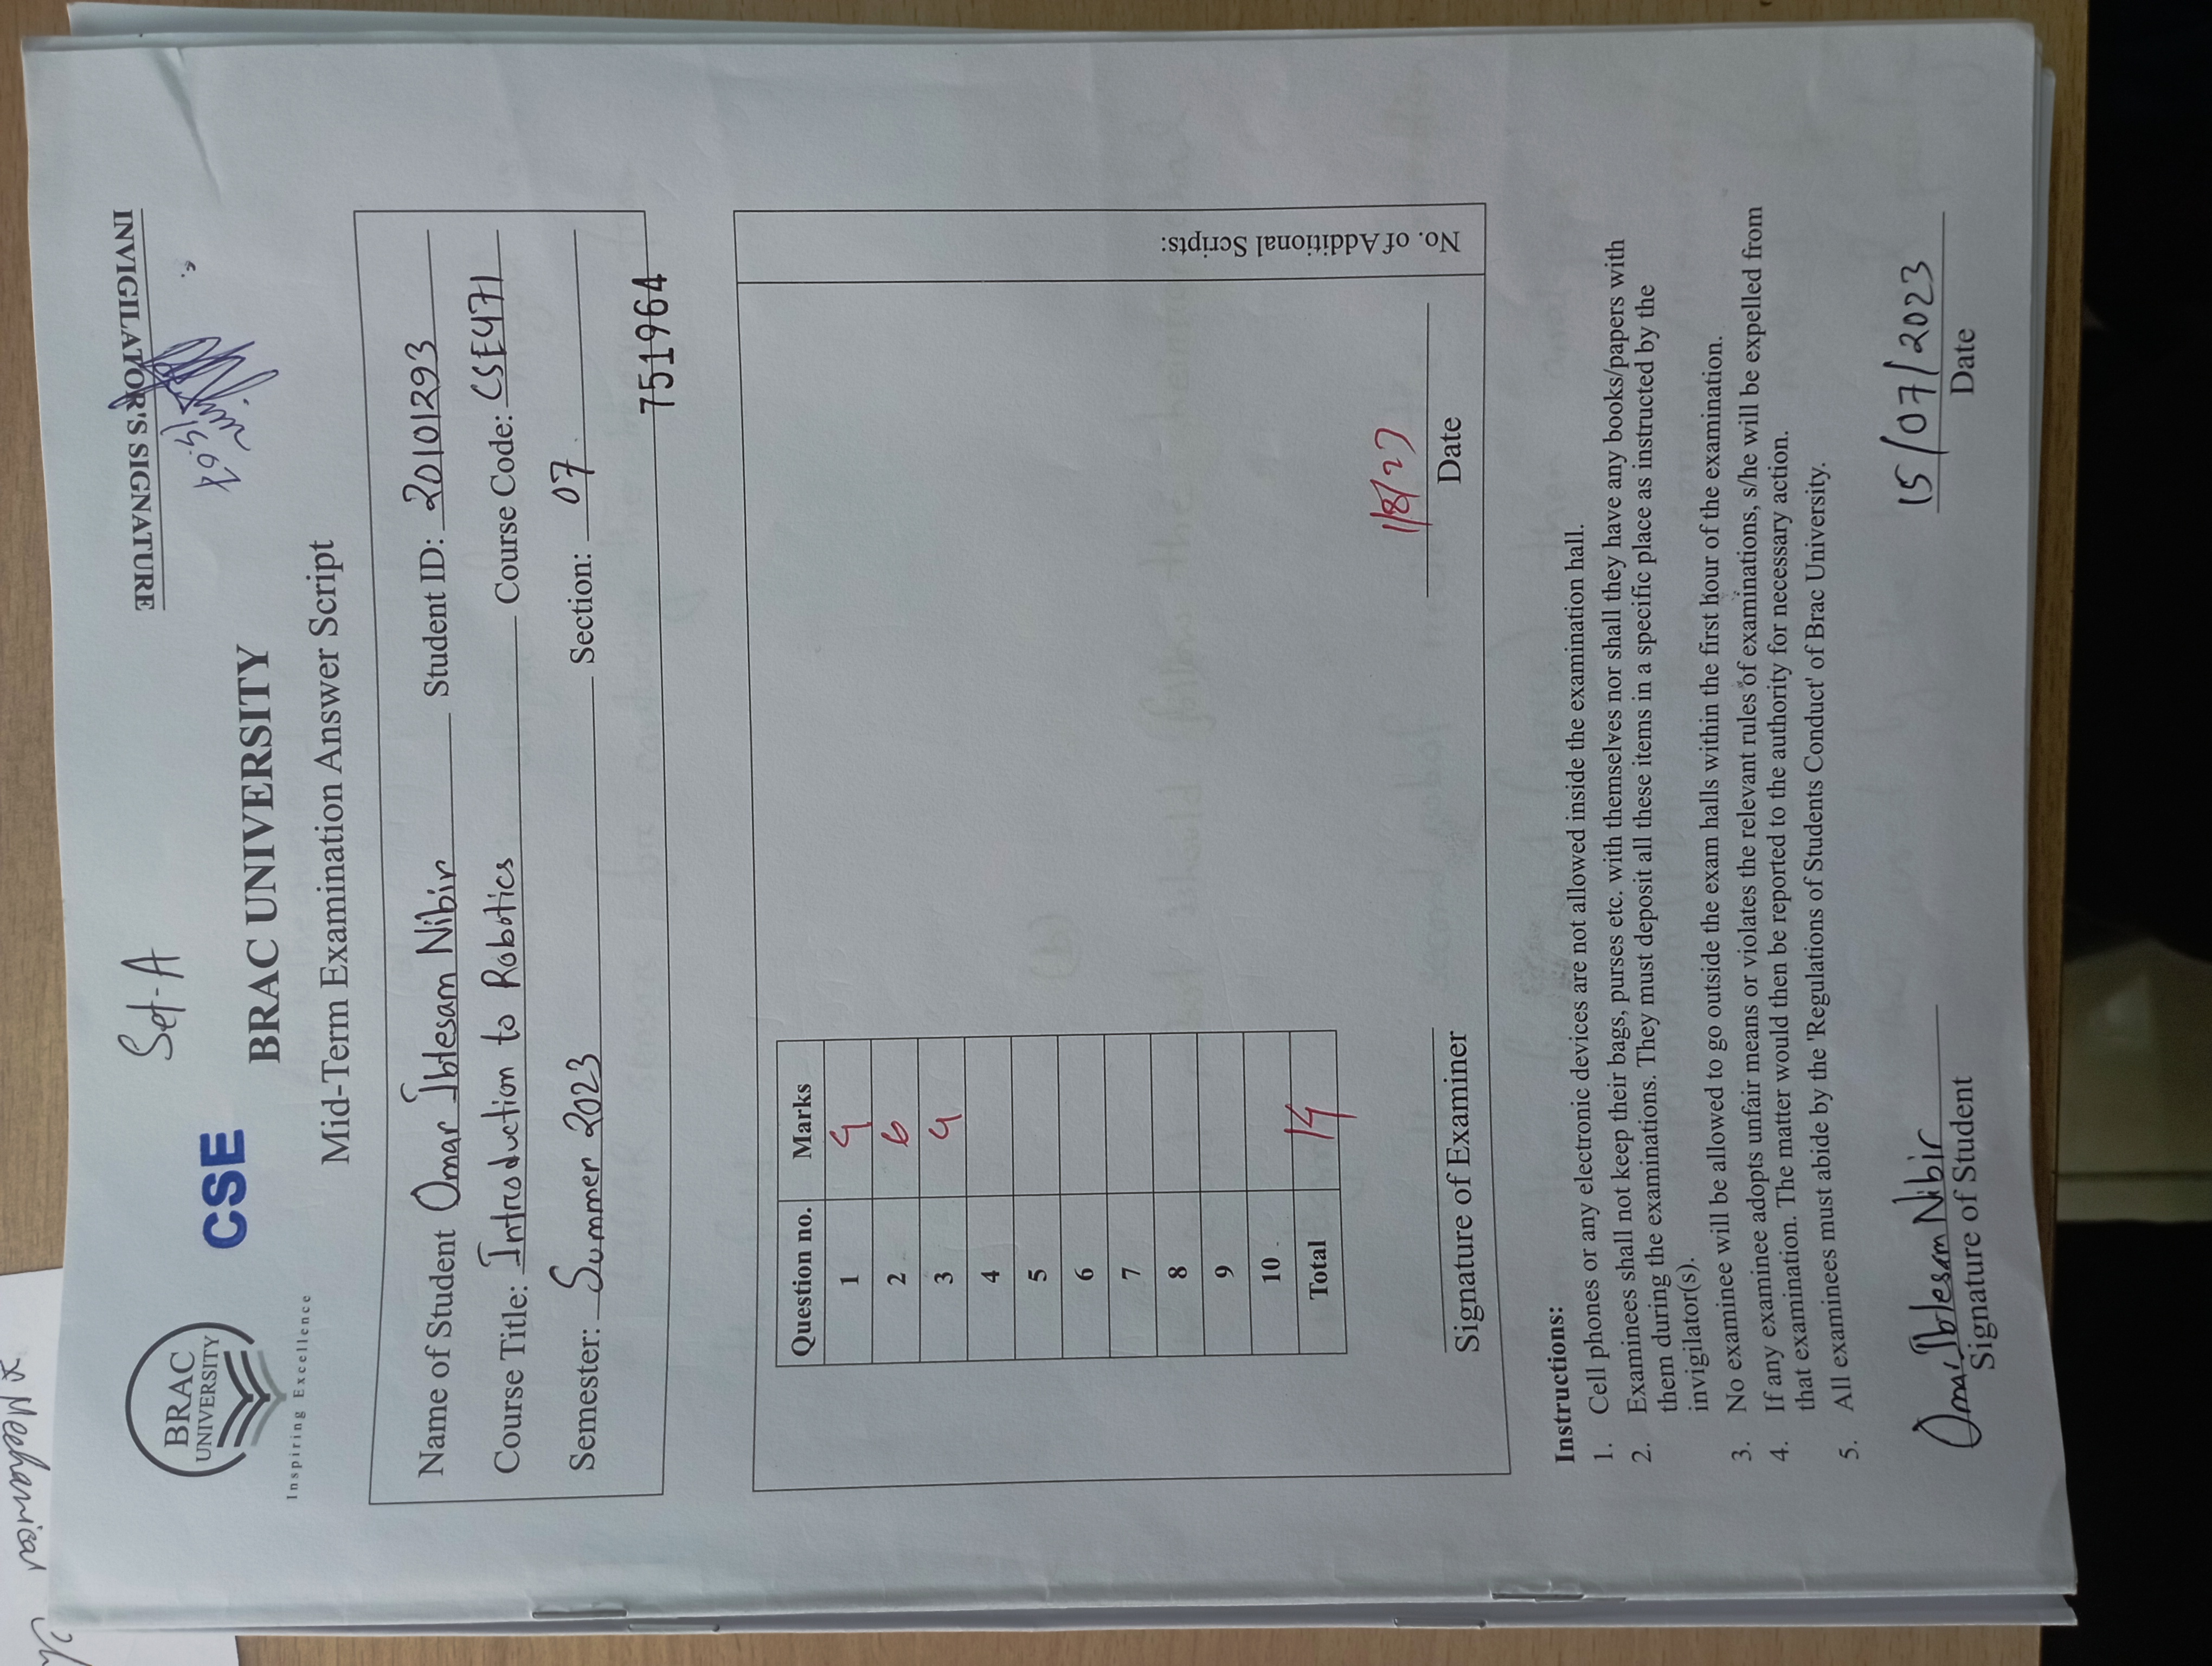 x Mechanical
Set-A
INVIGILATOR'S SIGNATURE
15.07
BRAC
UNIVERSITY
Inspiring Excellence
CSE
BRAC UNIVERSITY
Mid-Term Examination Answer Script
Name of Student Omar Ibtesam Nibir Student ID: 20101293
Course Title: Introduction to Robotics Course Code: CSE471
Semester: Summer 2023 Section: 07
751964
Question no. Marks
1 4
2 6
3 4
4
5
6
7
8
9
10
Total 14
1/8/23
Signature of Examiner Date
No. of Additional Scripts:
Instructions:
1. Cell phones or any electronic devices are not allowed inside the examination hall.
2. Examinees shall not keep their bags, purses etc. with themselves nor shall they have any books/papers with
them during the examinations. They must deposit all these items in a specific place as instructed by the
invigilator(s).
3. No examinee will be allowed to go outside the exam halls within the first hour of the examination.
4. If any examinee adopts unfair means or violates the relevant rules of examinations, s/he will be expelled from
that examination. The matter would then be reported to the authority for necessary action.
5. All examinees must abide by the 'Regulations of Students Conduct' of Brac University.
Omar Ibtesam Nibir 15/07/2023
Signature of Student Date